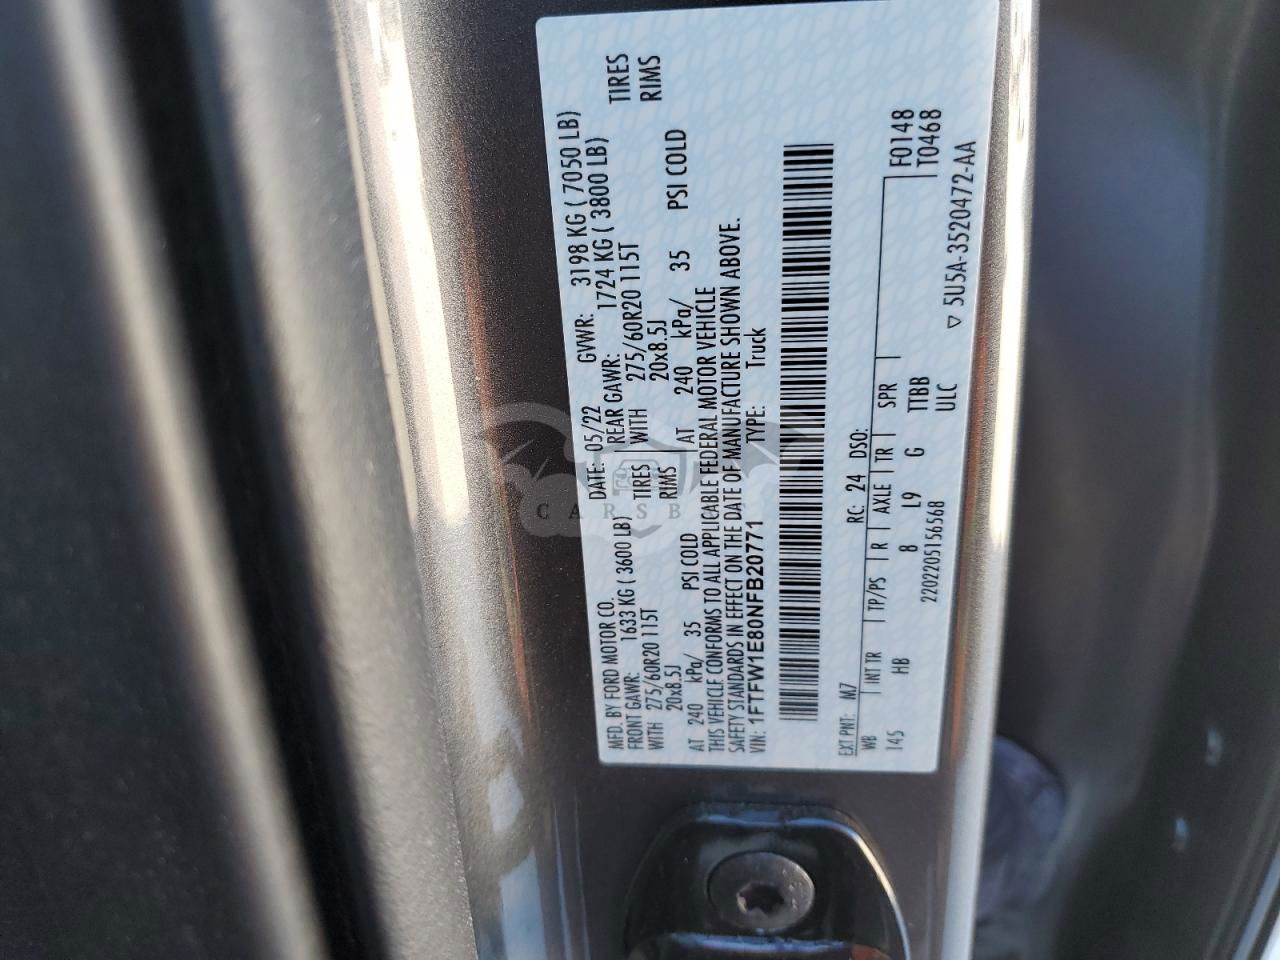 MFD. BY FORD MOTOR CO. DATE: 05/22 GVWR: 3198 KG ( 7050 LB)
FRONT GAWR: 1633 KG ( 3600 LB) REAR GAWR: 1724 KG ( 3800 LB)
WITH 275/60R20 115T TIRES WITH 275/60R20 115T TIRES
20x8.5J RIMS 20x8.5J RIMS
AT 240 kPa/ 35 PSI COLD AT 240 kPa/ 35 PSI COLD
THIS VEHICLE CONFORMS TO ALL APPLICABLE FEDERAL MOTOR VEHICLE
SAFETY STANDARDS IN EFFECT ON THE DATE OF MANUFACTURE SHOWN ABOVE.
VIN: 1FTFW1E80NFB20771 TYPE: Truck
EXT PNT: M7 RC: 24 DSO:
WB INT TR TP/PS R AXLE TR SPR F0148
145 HB 8 L9 G TTBB T0468
2202205156568 ULC
▽ 5U5A-3520472-AA